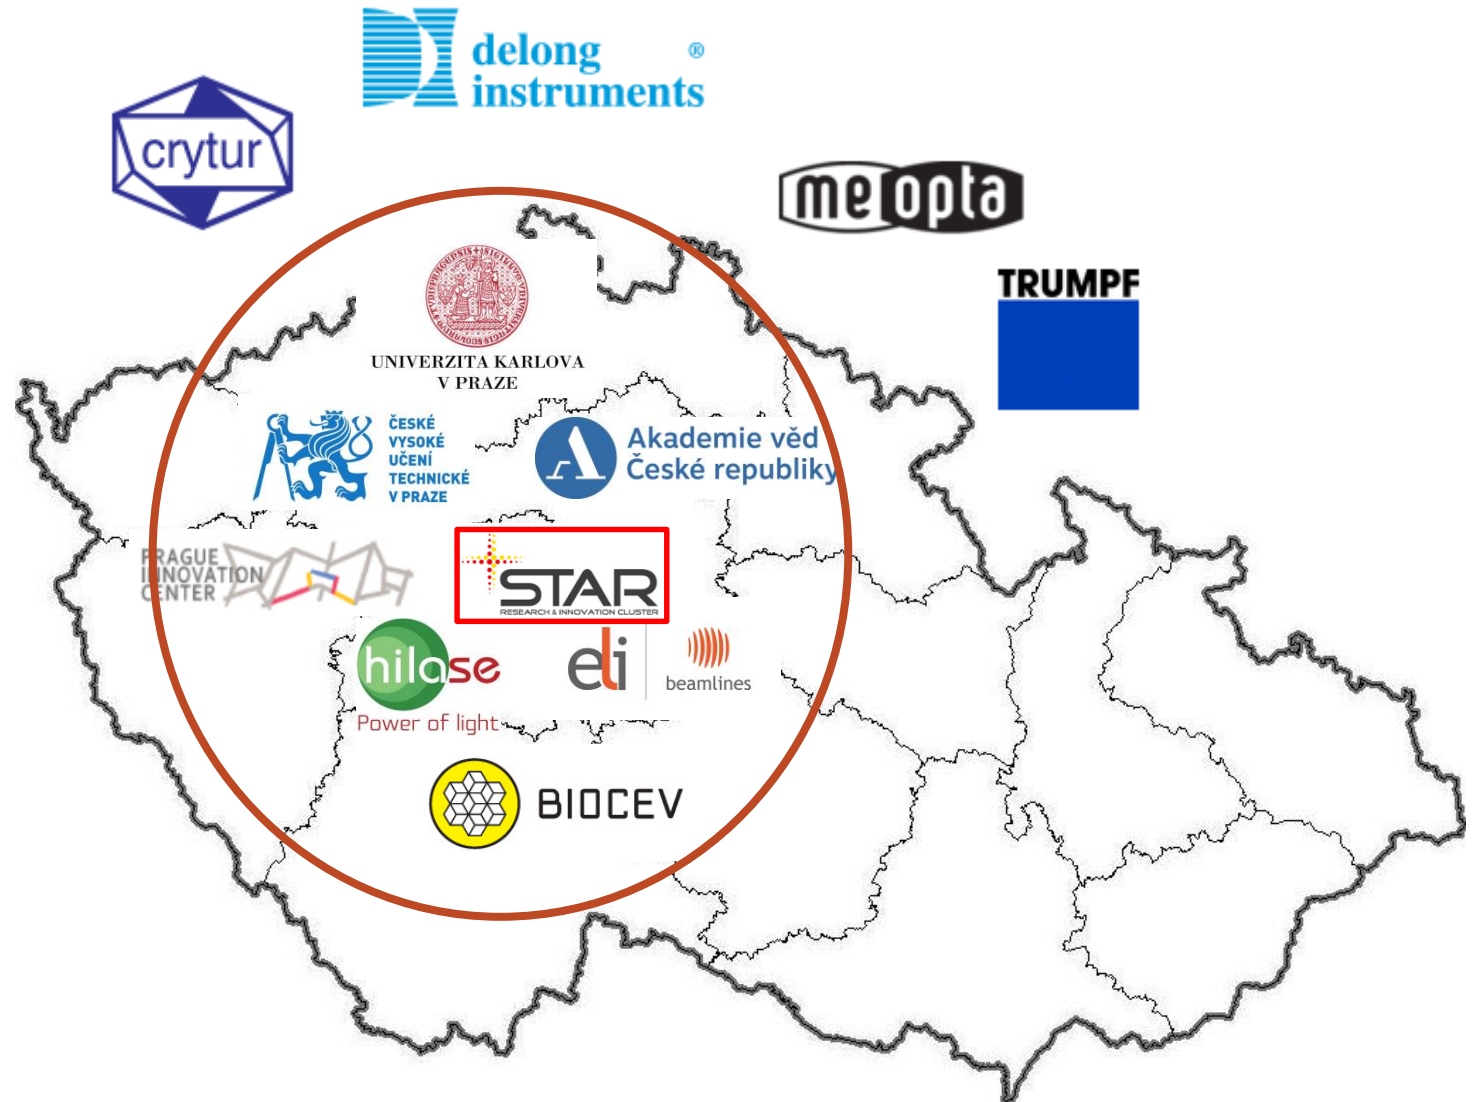 delong ®
instruments
crytur
meopta
TRUMPF
UNIVERZITA KARLOVA
V PRAZE
ČESKÉ
VYSOKÉ
UČENÍ
TECHNICKÉ
V PRAZE
Akademie věd
České republiky
PRAGUE
INNOVATION
CENTER
STAR
RESEARCH & INNOVATION CLUSTER
hilase
Power of light
eli
beamlines
BIOCEV